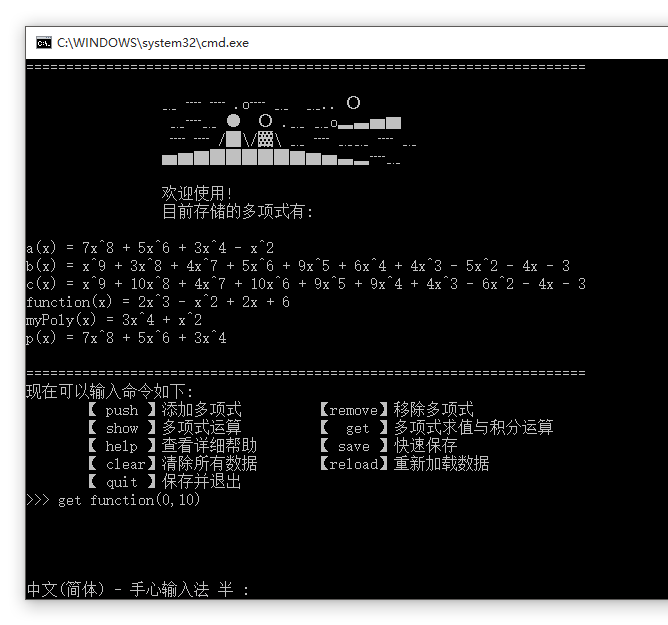 C:\WINDOWS\system32\cmd.exe
欢迎使用!
目前存储的多项式有:
a(x) = 7x^8 + 5x^6 + 3x^4 - x^2
b(x) = x^9 + 3x^8 + 4x^7 + 5x^6 + 9x^5 + 6x^4 + 4x^3 - 5x^2 - 4x - 3
c(x) = x^9 + 10x^8 + 4x^7 + 10x^6 + 9x^5 + 9x^4 + 4x^3 - 6x^2 - 4x - 3
function(x) = 2x^3 - x^2 + 2x + 6
myPoly(x) = 3x^4 + x^2
p(x) = 7x^8 + 5x^6 + 3x^4
现在可以输入命令如下:
【 push 】添加多项式 【remove】移除多项式
【 show 】多项式运算 【 get 】多项式求值与积分运算
【 help 】查看详细帮助 【 save 】快速保存
【 clear】清除所有数据 【reload】重新加载数据
【 quit 】保存并退出
>>> get function(0,10)
中文(简体) - 手心输入法 半 :